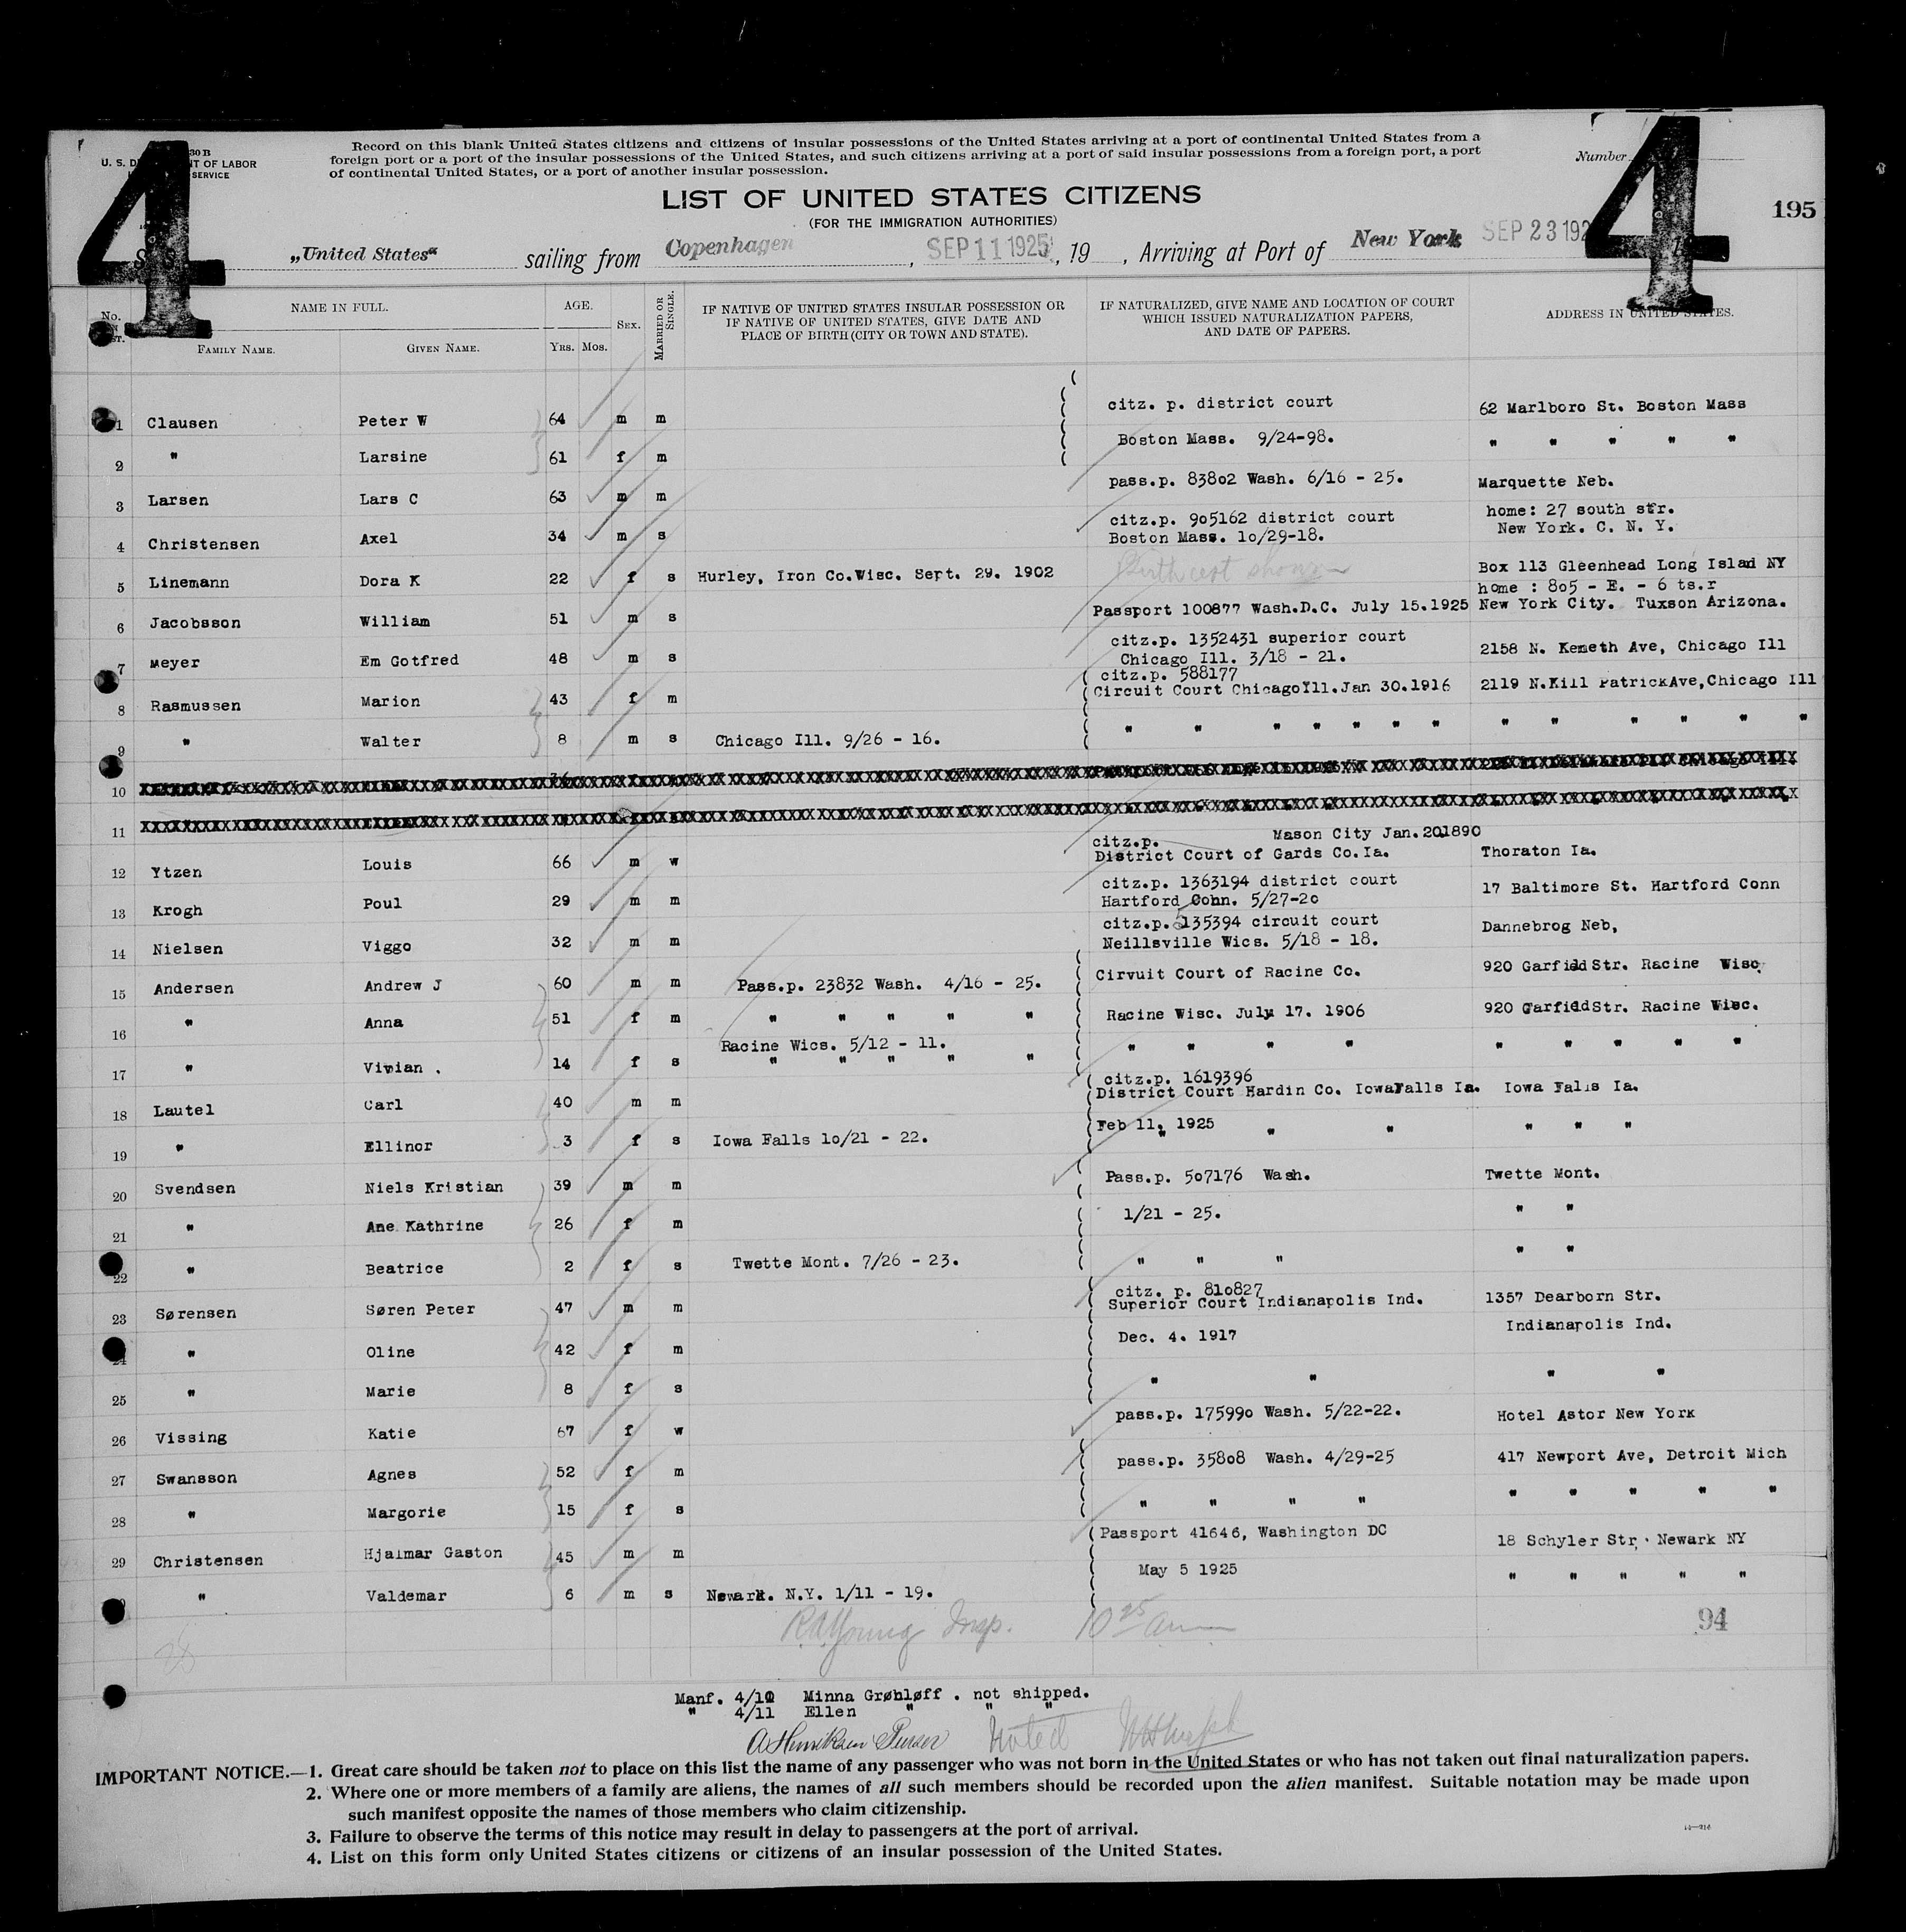 4
4
30 B
U. S. D NT OF LABOR
SERVICE
Record on this blank United States citizens and citizens of insular possessions of the United States arriving at a port of continental United States from a
foreign port or a port of the insular possessions of the United States, and such citizens arriving at a port of said insular possessions from a foreign port, a port
of continental United States, or a port of another insular possession.
Number
LIST OF UNITED STATES CITIZENS
(FOR THE IMMIGRATION AUTHORITIES)
195
„United States“ sailing from Copenhagen, SEP 11 1925, 19 , Arriving at Port of New York SEP 23 192
No. NAME IN FULL. AGE. SEX. MARRIED OR SINGLE. IF NATIVE OF UNITED STATES INSULAR POSSESSION OR IF NATIVE OF UNITED STATES, GIVE DATE AND PLACE OF BIRTH (CITY OR TOWN AND STATE). IF NATURALIZED, GIVE NAME AND LOCATION OF COURT WHICH ISSUED NATURALIZATION PAPERS, AND DATE OF PAPERS. ADDRESS IN UNITED STATES.
FAMILY NAME. GIVEN NAME. YRS. MOS.
1 Clausen Peter W 64 m m citz. p. district court 62 Marlboro St. Boston Mass
2 " Larsine 61 f m Boston Mass. 9/24-98. " " " " "
3 Larsen Lars C 63 m m pass.p. 83802 Wash. 6/16 - 25. Marquette Neb.
4 Christensen Axel 34 m s citz.p. 905162 district court Boston Mass. 10/29-18. home: 27 south str. New York. C. N. Y.
5 Linemann Dora K 22 f s Hurley, Iron Co.Wisc. Sept. 29. 1902 Birth cert shown Box 113 Gleenhead Long Islad NY
6 Jacobsson William 51 m s Passport 100877 Wash.D.C. July 15.1925 home : 805 - E. - 6 ts.r New York City. Tuxson Arizona.
7 Meyer Em Gotfred 48 m s citz.p. 1352431 superior court Chicago Ill. 3/18 - 21. 2158 N. Kemeth Ave, Chicago Ill
8 Rasmussen Marion 43 f m citz.p. 588177 Circuit Court Chicago Ill.Jan 30.1916 2119 N.Kill PatrickAve,Chicago Ill
9 " Walter 8 m s Chicago Ill. 9/26 - 16. " " " " " " " " " " " "
10
11
12 Ytzen Louis 66 m w citz.p. Mason City Jan.20.1890 District Court of Gards Co.Ia. Thoraton Ia.
13 Krogh Poul 29 m m citz.p. 1363194 district court Hartford Conn. 5/27-20 17 Baltimore St. Hartford Conn
14 Nielsen Viggo 32 m m citz.p. 135394 circuit court Neillsville Wics. 5/18 - 18. Dannebrog Neb,
15 Andersen Andrew J 60 m m Pass.p. 23832 Wash. 4/16 - 25. Cirvuit Court of Racine Co. 920 Garfield Str. Racine Wisc.
16 " Anna 51 f m " " " " " Racine Wisc. July 17. 1906 920 Garfield Str. Racine Wisc.
17 " Vivian . 14 f s Racine Wics. 5/12 - 11. " " " " " " " " " " " " " "
18 Lautel Carl 40 m m citz.p. 1619396 District Court Hardin Co. IowaFalls Ia. Iowa Falls Ia.
19 " Ellinor 3 f s Iowa Falls 10/21 - 22. Feb 11. 1925 " " " " " "
20 Svendsen Niels Kristian 39 m m Pass.p. 507176 Wash. Twette Mont.
21 " Ane Kathrine 26 f m 1/21 - 25. " "
22 " Beatrice 2 f s Twette Mont. 7/26 - 23. " " " " "
23 Sørensen Søren Peter 47 m m citz. p. 810827 Superior Court Indianapolis Ind. 1357 Dearborn Str.
24 " Oline 42 f m Dec. 4. 1917 Indianapolis Ind.
25 " Marie 8 f s " " " "
26 Vissing Katie 67 f w pass.p. 175990 Wash. 5/22-22. Hotel Astor New York
27 Swansson Agnes 52 f m pass.p. 35808 Wash. 4/29-25 417 Newport Ave, Detroit Mich
28 " Margorie 15 f s " " " " " " " " "
29 Christensen Hjalmar Gaston 45 m m Passport 41646, Washington DC 18 Schyler Str. Newark NY
" Valdemar 6 m s Newark. N.Y. 1/11 - 19. May 5 1925 " " " " "
R.A.Young Insp. 10 25 am
94
28
Manf. 4/10 Minna Grøhløff . not shipped.
" 4/11 Ellen " " "
A Henriksen Purser Noted
IMPORTANT NOTICE.—1. Great care should be taken not to place on this list the name of any passenger who was not born in the United States or who has not taken out final naturalization papers.
2. Where one or more members of a family are aliens, the names of all such members should be recorded upon the alien manifest. Suitable notation may be made upon
such manifest opposite the names of those members who claim citizenship.
3. Failure to observe the terms of this notice may result in delay to passengers at the port of arrival.
4. List on this form only United States citizens or citizens of an insular possession of the United States.